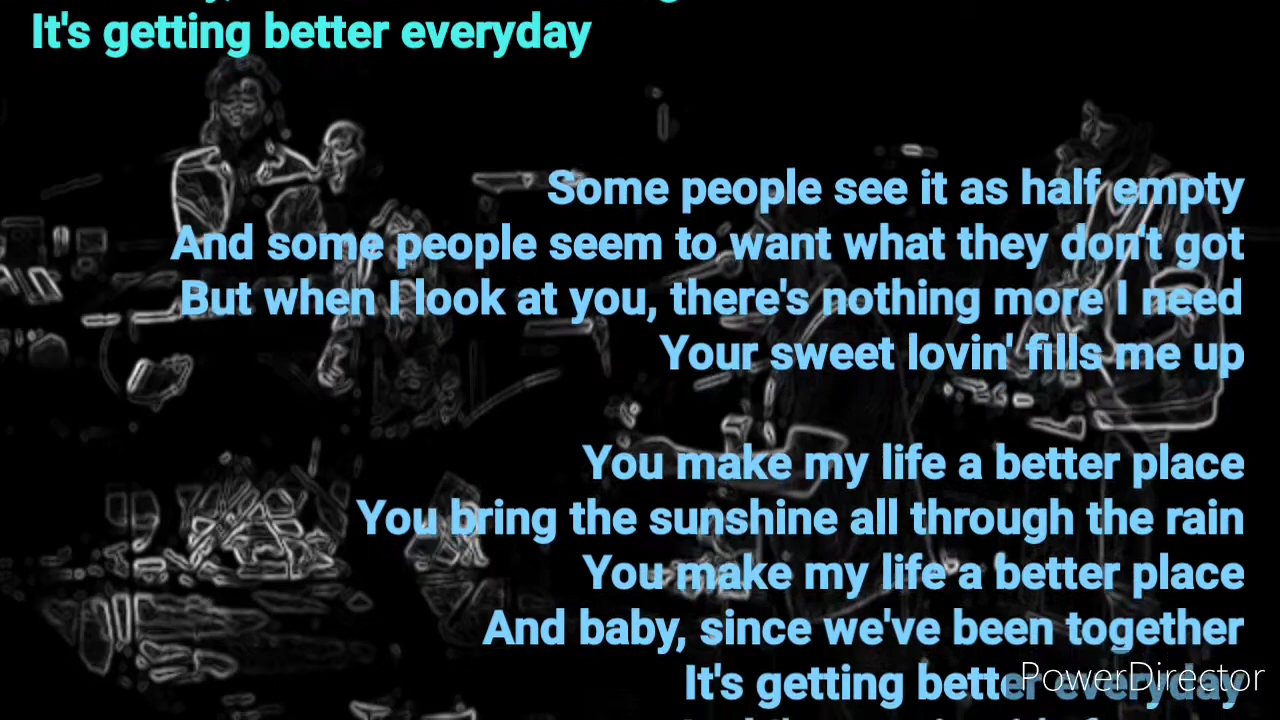 It's getting better everyday
Some people see it as half empty
And some people seem to want what they don't got
But when I look at you, there's nothing more I need
Your sweet lovin' fills me up
You make my life a better place
You bring the sunshine all through the rain
You make my life a better place
And baby, since we've been together
It's getting better everyday
PowerDirector